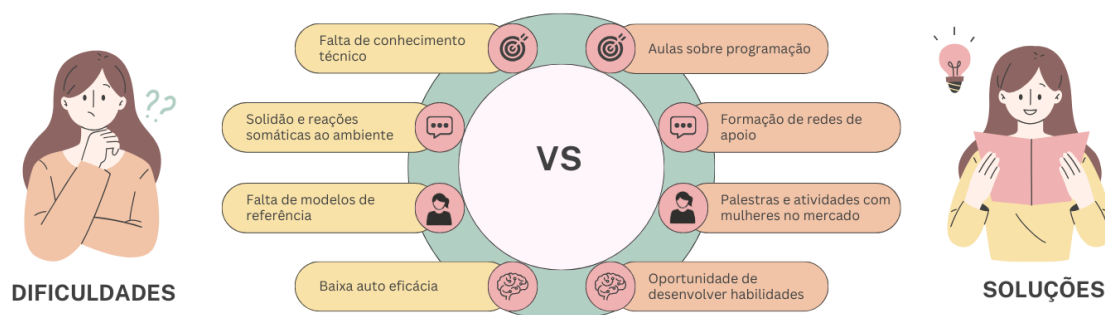 Falta de conhecimento
técnico
Aulas sobre programação
??
Solidão e reações
somáticas ao ambiente
Formação de redes de
apoio
VS
Falta de modelos de
referência
Palestras e atividades com
mulheres no mercado
Baixa auto eficácia
Oportunidade de
desenvolver habilidades
DIFICULDADES
SOLUÇÕES